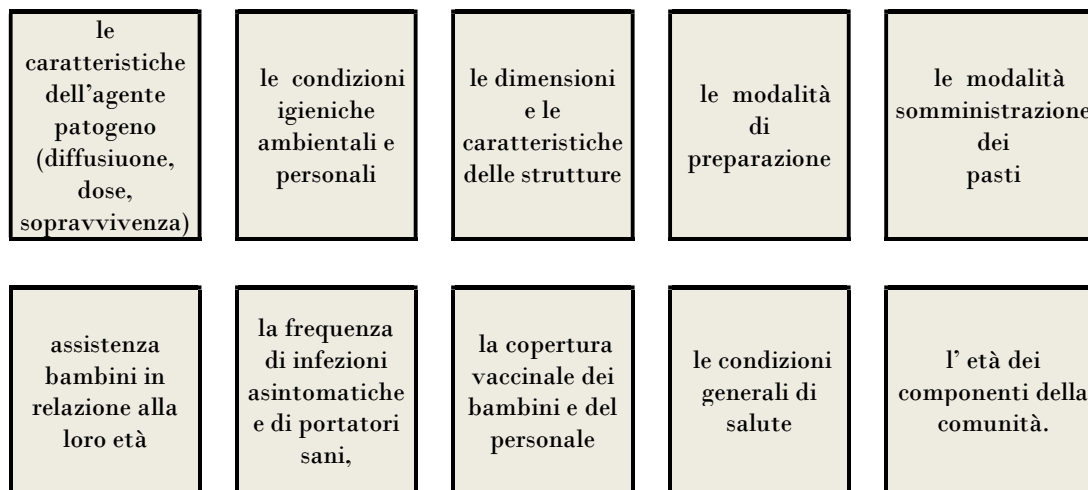 le
caratteristiche
dell'agente
patogeno
(diffusiuone,
dose,
sopravvivenza)
le condizioni
igieniche
ambientali e
personali
le dimensioni
e le
caratteristiche
delle strutture
le modalità
di
preparazione
le modalità
somministrazione
dei
pasti
assistenza
bambini in
relazione alla
loro età
la frequenza
di infezioni
asintomatiche
e di portatori
sani,
la copertura
vaccinale dei
bambini e del
personale
le condizioni
generali di
salute
l' età dei
componenti della
comunità.